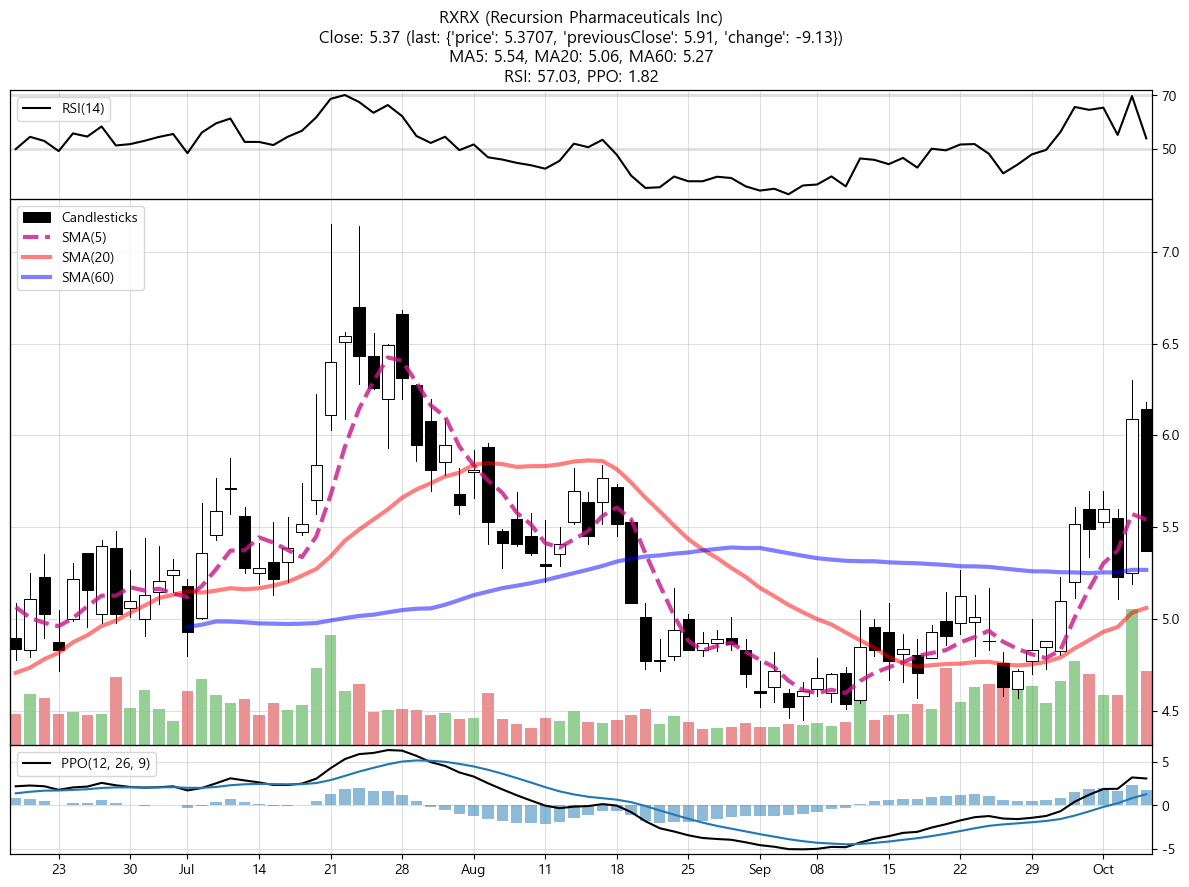 RXRX (Recursion Pharmaceuticals Inc)
Close: 5.37 (last: {'price': 5.3707, 'previousClose': 5.91, 'change': -9.13})
MA5: 5.54, MA20: 5.06, MA60: 5.27
RSI: 57.03, PPO: 1.82
RSI(14)
70
50
Candlesticks
SMA(5)
SMA(20)
SMA(60)
7.0
6.5
6.0
5.5
5.0
4.5
PPO(12, 26, 9)
5
0
-5
23 30 Jul 14 21 28 Aug 11 18 25 Sep 08 15 22 29 Oct